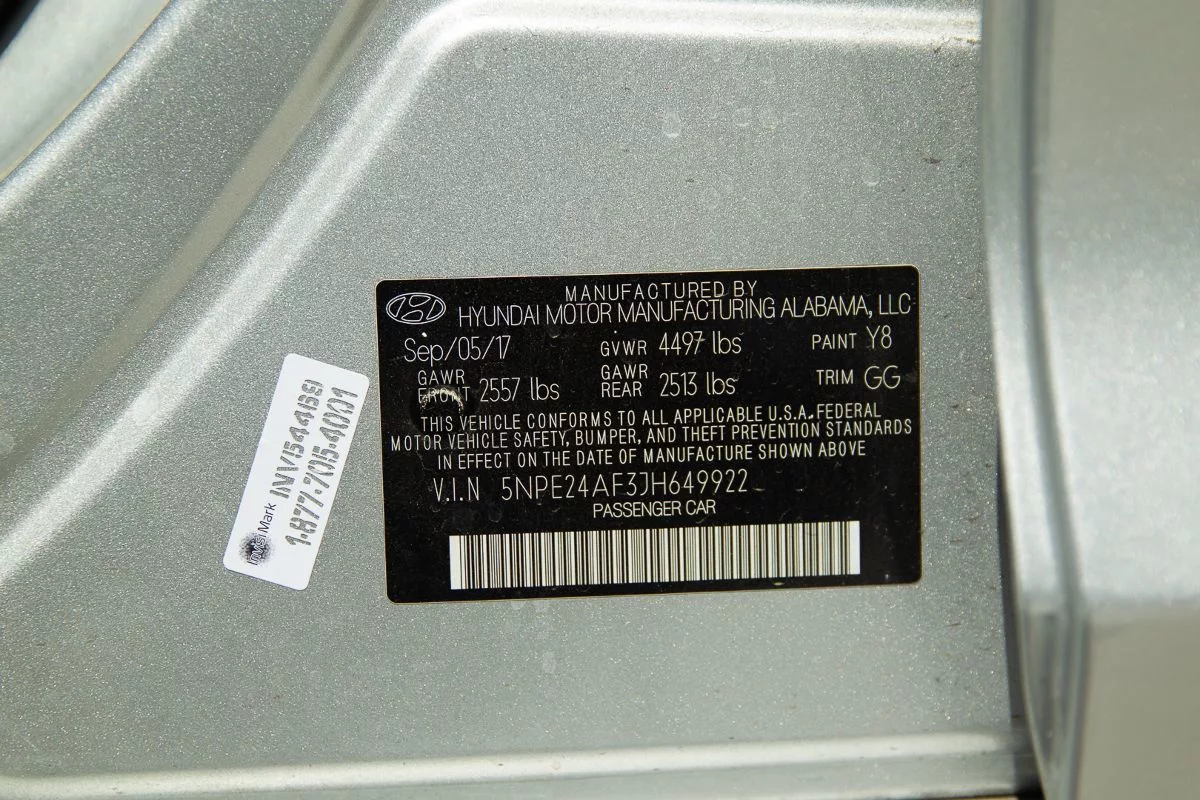 MANUFACTURED BY
HYUNDAI MOTOR MANUFACTURING ALABAMA, LLC
Sep/05/17 GVWR 4497 lbs PAINT Y8
GAWR FRONT 2557 lbs GAWR REAR 2513 lbs TRIM GG
THIS VEHICLE CONFORMS TO ALL APPLICABLE U.S.A. FEDERAL
MOTOR VEHICLE SAFETY, BUMPER, AND THEFT PREVENTION STANDARDS
IN EFFECT ON THE DATE OF MANUFACTURE SHOWN ABOVE
V.I.N 5NPE24AF3JH649922
PASSENGER CAR
Mark
1.877.705.4001